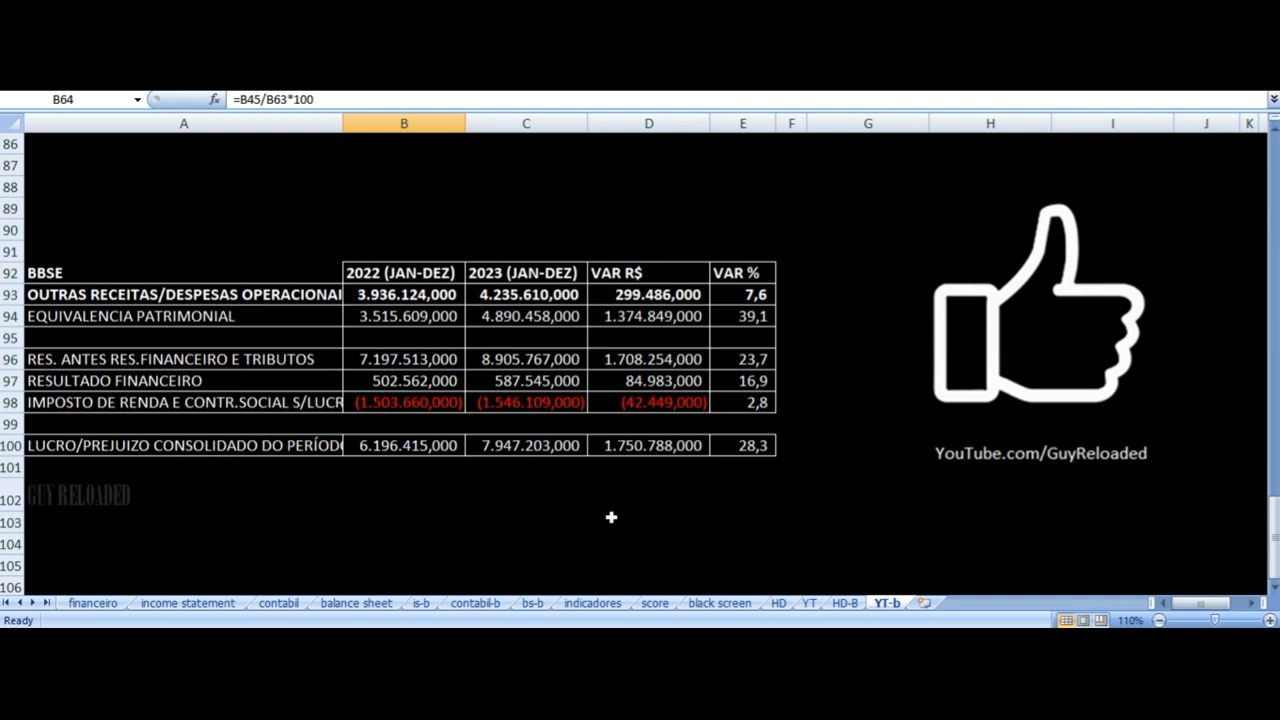 B64 fx =B45/B63*100
A B C D E F G H I J K
86
87
88
89
90
91
92 BBSE 2022 (JAN-DEZ) 2023 (JAN-DEZ) VAR R$ VAR %
93 OUTRAS RECEITAS/DESPESAS OPERACIONAI 3.936.124,000 4.235.610,000 299.486,000 7,6
94 EQUIVALENCIA PATRIMONIAL 3.515.609,000 4.890.458,000 1.374.849,000 39,1
95
96 RES. ANTES RES.FINANCEIRO E TRIBUTOS 7.197.513,000 8.905.767,000 1.708.254,000 23,7
97 RESULTADO FINANCEIRO 502.562,000 587.545,000 84.983,000 16,9
98 IMPOSTO DE RENDA E CONTR.SOCIAL S/LUCR (1.503.660,000) (1.546.109,000) (42.449,000) 2,8
99
100 LUCRO/PREJUIZO CONSOLIDADO DO PERÍOD 6.196.415,000 7.947.203,000 1.750.788,000 28,3
YouTube.com/GuyReloaded
101
102 GUY RELOADED
103
104
105
106
financeiro income statement contabil balance sheet is-b contabil-b bs-b indicadores score black screen HD YT HD-B YT-b
Ready 110%